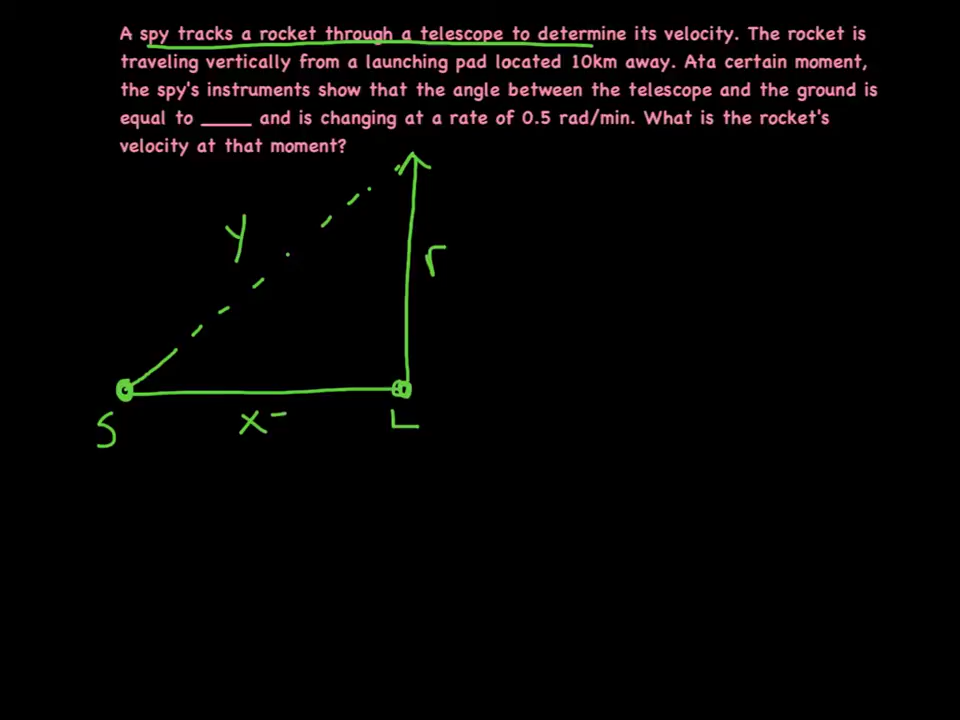 A spy tracks a rocket through a telescope to determine its velocity. The rocket is
traveling vertically from a launching pad located 10km away. Ata certain moment,
the spy's instruments show that the angle between the telescope and the ground is
equal to _____ and is changing at a rate of 0.5 rad/min. What is the rocket's
velocity at that moment?
y
r
x -
S
L